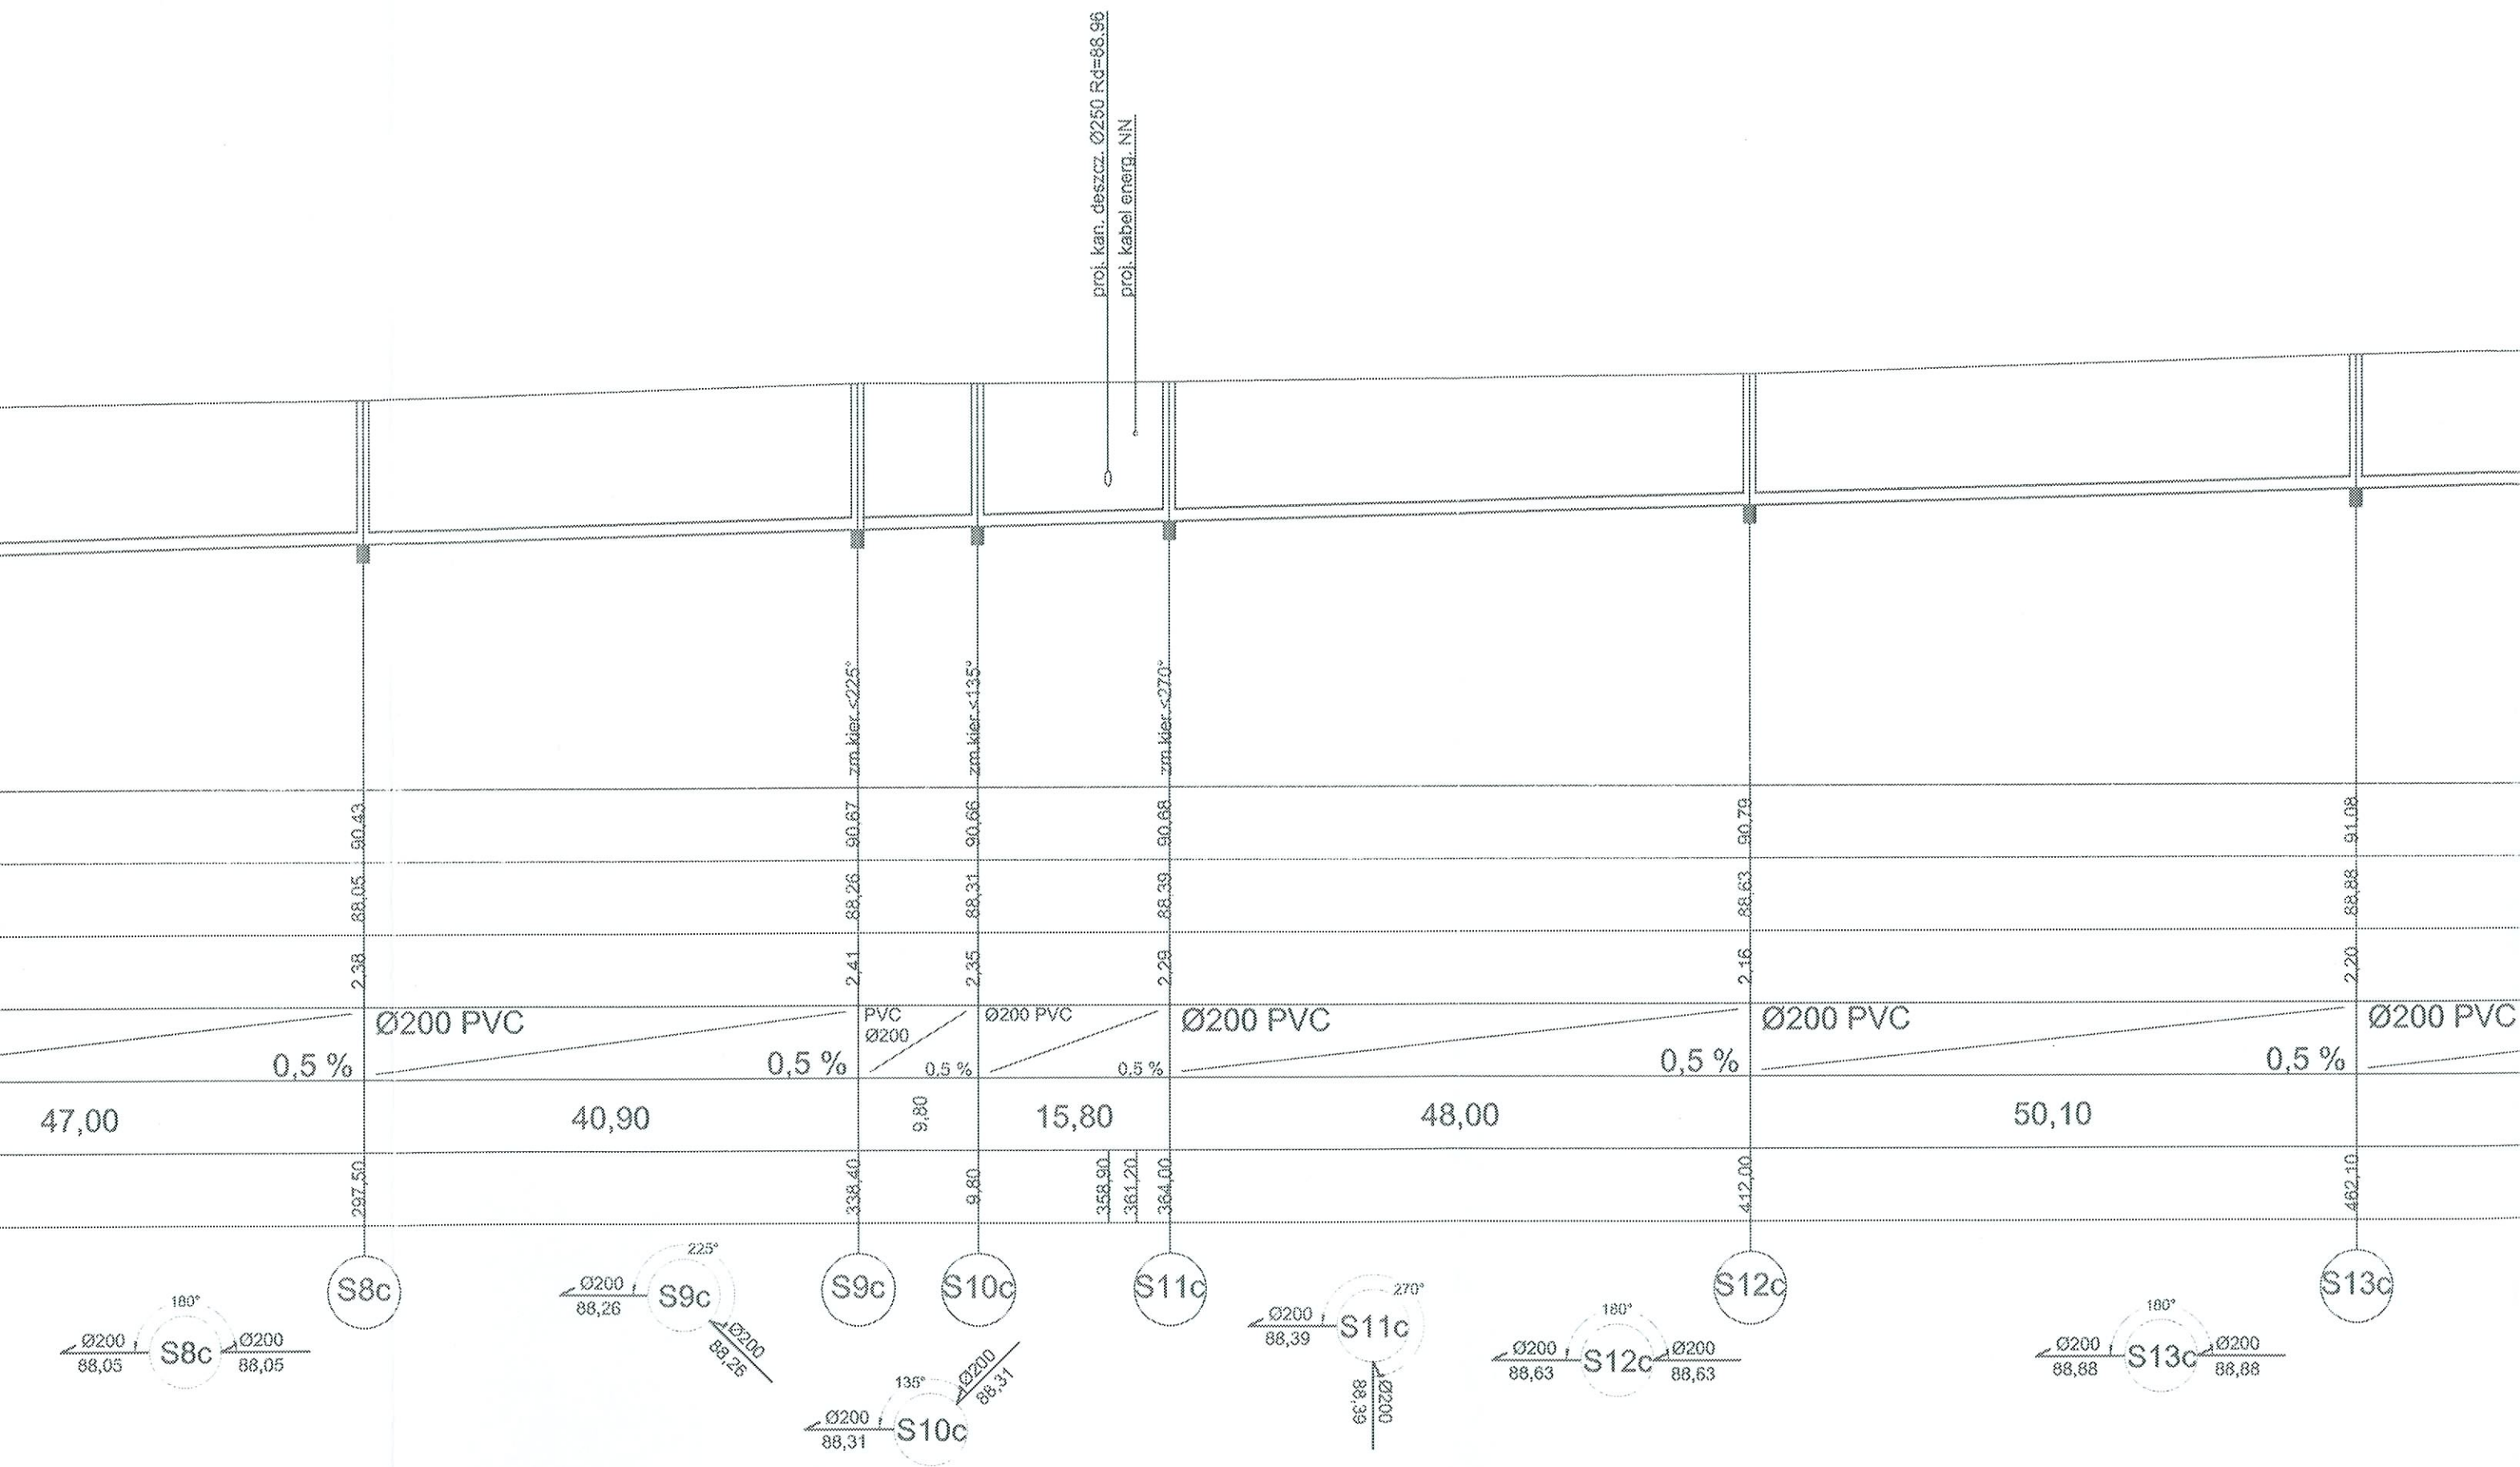 proj. kan. deszcz. Ø250 Rd=88.96
proj. kabel energ. NN
zm.kier.<225°
zm.kier.<135°
zm.kier.<270°
90,43
90,67
90,66
90,68
90,79
91,08
88,05
88,26
88,31
88,39
88,63
88,88
2,38
2,41
2,35
2,29
2,16
2,20
Ø200 PVC
PVC
Ø200
Ø200 PVC
Ø200 PVC
Ø200 PVC
Ø200 PVC
0,5 %
0,5 %
0,5 %
0,5 %
0,5 %
0,5 %
47,00
40,90
9,80
15,80
48,00
50,10
297,50
338,40
9,80
358,90
361,20
364,00
412,00
462,10
S8c
S9c
S10c
S11c
S12c
S13c
180°
Ø200
88,05
S8c
Ø200
88,05
225°
Ø200
88,26
S9c
Ø200
88,26
135°
Ø200
88,31
S10c
Ø200
88,31
270°
Ø200
88,39
S11c
Ø200
88,39
180°
Ø200
88,63
S12c
Ø200
88,63
180°
Ø200
88,88
S13c
Ø200
88,88